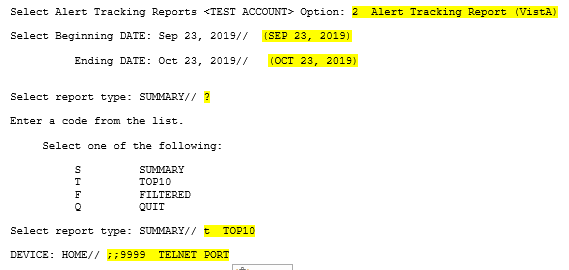 Select Alert Tracking Reports <TEST ACCOUNT> Option: 2  Alert Tracking Report (VistA)
Select Beginning DATE: Sep 23, 2019//  (SEP 23, 2019)
Ending DATE: Oct 23, 2019//  (OCT 23, 2019)
Select report type: SUMMARY// ?
Enter a code from the list.
Select one of the following:
S SUMMARY
T TOP10
F FILTERED
Q QUIT
Select report type: SUMMARY// t  TOP10
DEVICE: HOME// ;;9999  TELNET PORT